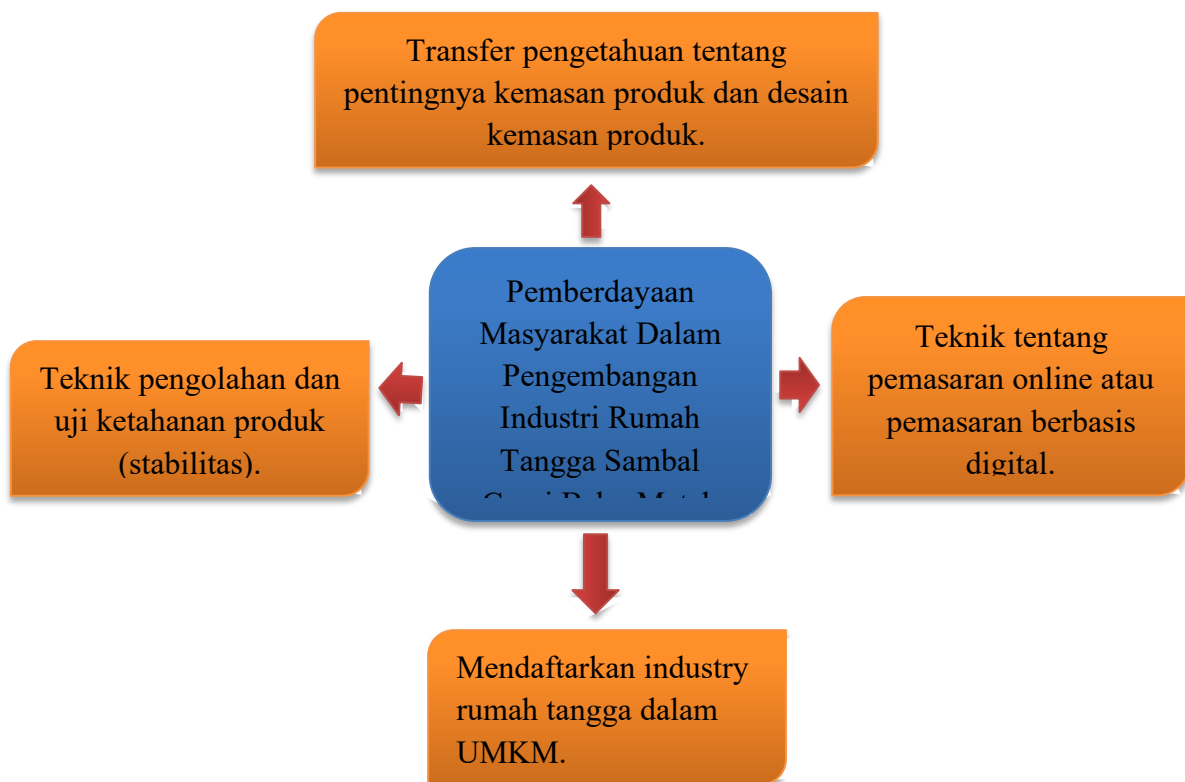 Transfer pengetahuan tentang
pentingnya kemasan produk dan desain
kemasan produk.
Pemberdayaan
Masyarakat Dalam
Pengembangan
Industri Rumah
Tangga Sambal
Teknik pengolahan dan
uji ketahanan produk
(stabilitas).
Teknik tentang
pemasaran online atau
pemasaran berbasis
digital.
Mendaftarkan industry
rumah tangga dalam
UMKM.